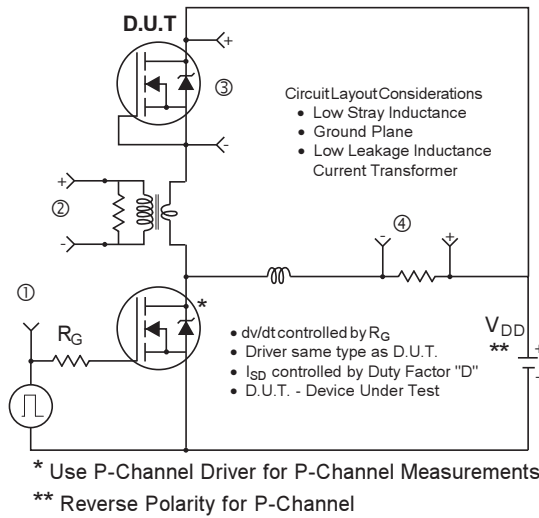 D.U.T
+
③
-
Circuit Layout Considerations
• Low Stray Inductance
• Ground Plane
• Low Leakage Inductance
Current Transformer
+
②
-
④
-
+
①
R_G
*
• dv/dt controlled by R_G
• Driver same type as D.U.T.
• I_SD controlled by Duty Factor "D"
• D.U.T. - Device Under Test
V_DD
**
+
-
* Use P-Channel Driver for P-Channel Measurements
** Reverse Polarity for P-Channel